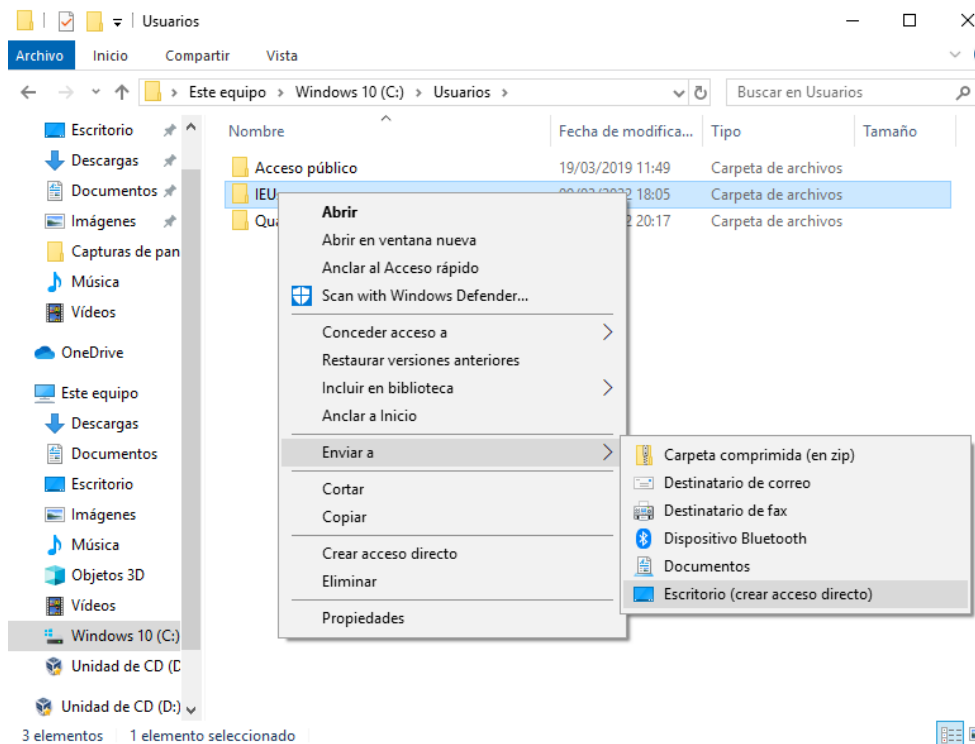 Usuarios
Archivo Inicio Compartir Vista
Este equipo > Windows 10 (C:) > Usuarios >
Buscar en Usuarios
Escritorio
Descargas
Documentos
Imágenes
Capturas de pan
Música
Vídeos
OneDrive
Este equipo
Descargas
Documentos
Escritorio
Imágenes
Música
Objetos 3D
Vídeos
Windows 10 (C:)
Unidad de CD (D
Unidad de CD (D:)
Nombre Fecha de modifica... Tipo Tamaño
Acceso público 19/03/2019 11:49 Carpeta de archivos
IEU 18:05 Carpeta de archivos
Qua 2 20:17 Carpeta de archivos
Abrir
Abrir en ventana nueva
Anclar al Acceso rápido
Scan with Windows Defender...
Conceder acceso a
Restaurar versiones anteriores
Incluir en biblioteca
Anclar a Inicio
Enviar a
Cortar
Copiar
Crear acceso directo
Eliminar
Propiedades
Carpeta comprimida (en zip)
Destinatario de correo
Destinatario de fax
Dispositivo Bluetooth
Documentos
Escritorio (crear acceso directo)
3 elementos 1 elemento seleccionado